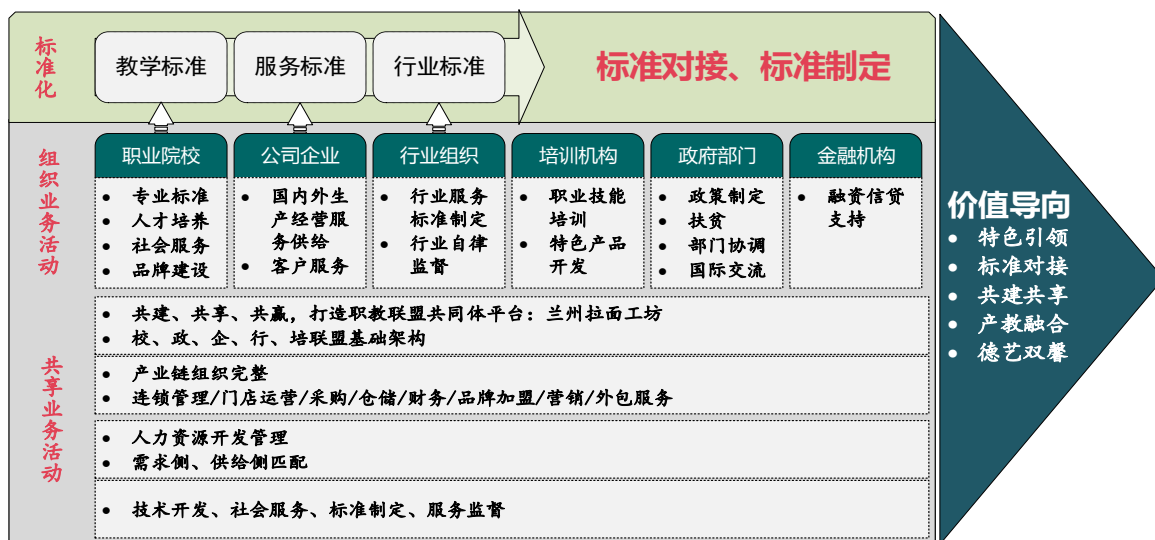 标准化
教学标准
服务标准
行业标准
标准对接、标准制定
组织业务活动
职业院校
专业标准
人才培养
社会服务
品牌建设
公司企业
国内外生
产经营服
务供给
客户服务
行业组织
行业服务
标准制定
行业自律
监督
培训机构
职业技能
培训
特色产品
开发
政府部门
政策制定
扶贫
部门协调
国际交流
金融机构
融资信贷
支持
共享业务活动
共建、共享、共赢，打造职教联盟共同体平台：兰州拉面工坊
校、政、企、行、培联盟基础架构
产业链组织完整
连锁管理/门店运营/采购/仓储/财务/品牌加盟/营销/外包服务
人力资源开发管理
需求侧、供给侧匹配
技术开发、社会服务、标准制定、服务监督
价值导向
特色引领
标准对接
共建共享
产教融合
德艺双馨